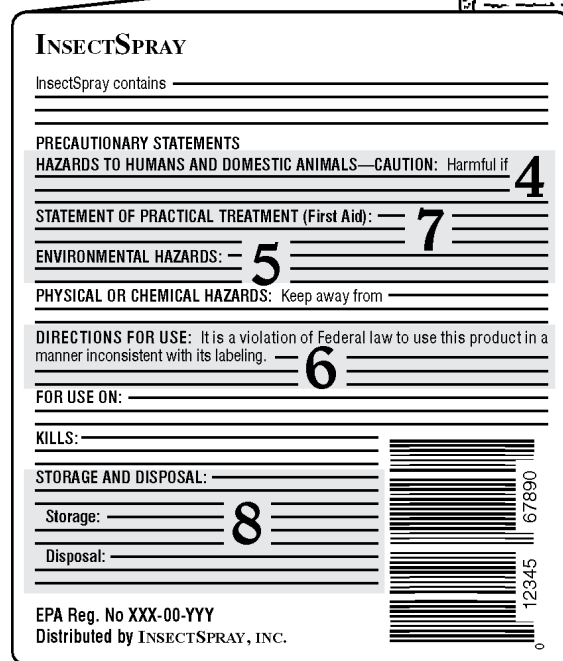 INSECTSPRAY
InsectSpray contains
PRECAUTIONARY STATEMENTS
HAZARDS TO HUMANS AND DOMESTIC ANIMALS—CAUTION: Harmful if
4
STATEMENT OF PRACTICAL TREATMENT (First Aid):
7
ENVIRONMENTAL HAZARDS:
5
PHYSICAL OR CHEMICAL HAZARDS: Keep away from
DIRECTIONS FOR USE: It is a violation of Federal law to use this product in a
manner inconsistent with its labeling.
6
FOR USE ON:
KILLS:
STORAGE AND DISPOSAL:
Storage:
8
Disposal:
67890
12345
0
EPA Reg. No XXX-00-YYY
Distributed by INSECTSPRAY, INC.